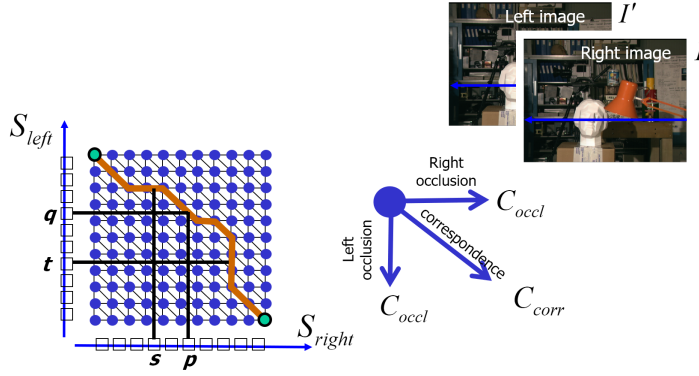 Left image
I'
Right image
I
S_left
Right
occlusion
C_occl
q
t
Left
occlusion
correspondence
C_occl
C_corr
S_right
s
p